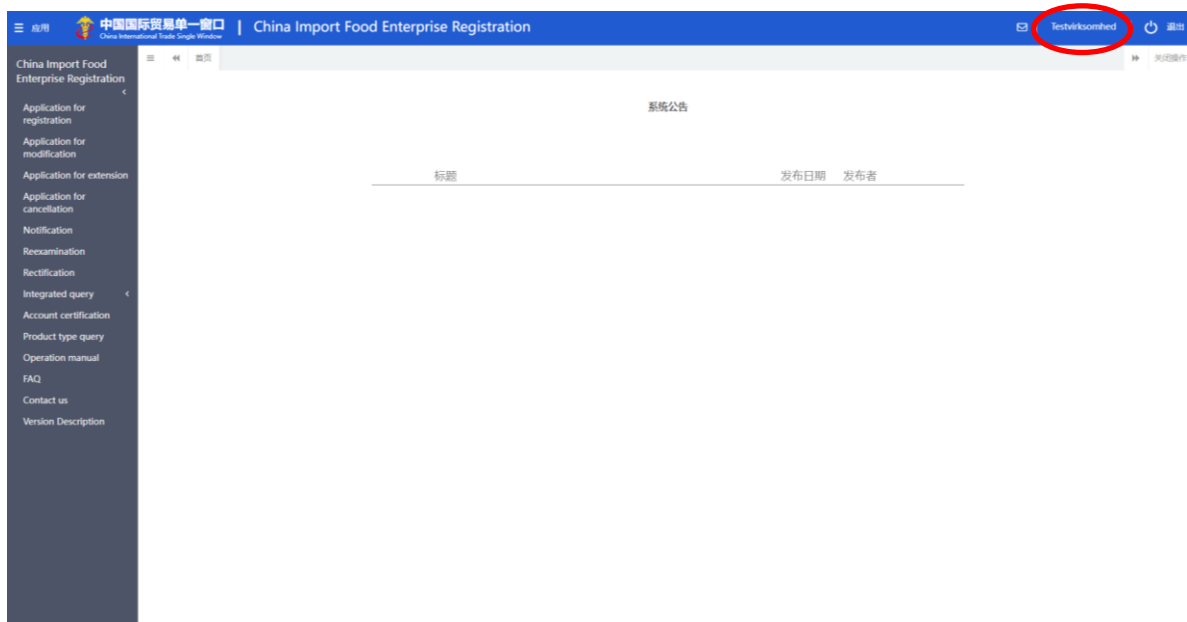 应用
中国国际贸易单一窗口
China International Trade Single Window
China Import Food Enterprise Registration
Testvirksomhed
退出
China Import Food
Enterprise Registration
首页
关闭操作
Application for
registration
Application for
modification
Application for extension
Application for
cancellation
Notification
Reexamination
Rectification
Integrated query
Account certification
Product type query
Operation manual
FAQ
Contact us
Version Description
系统公告
标题 发布日期 发布者